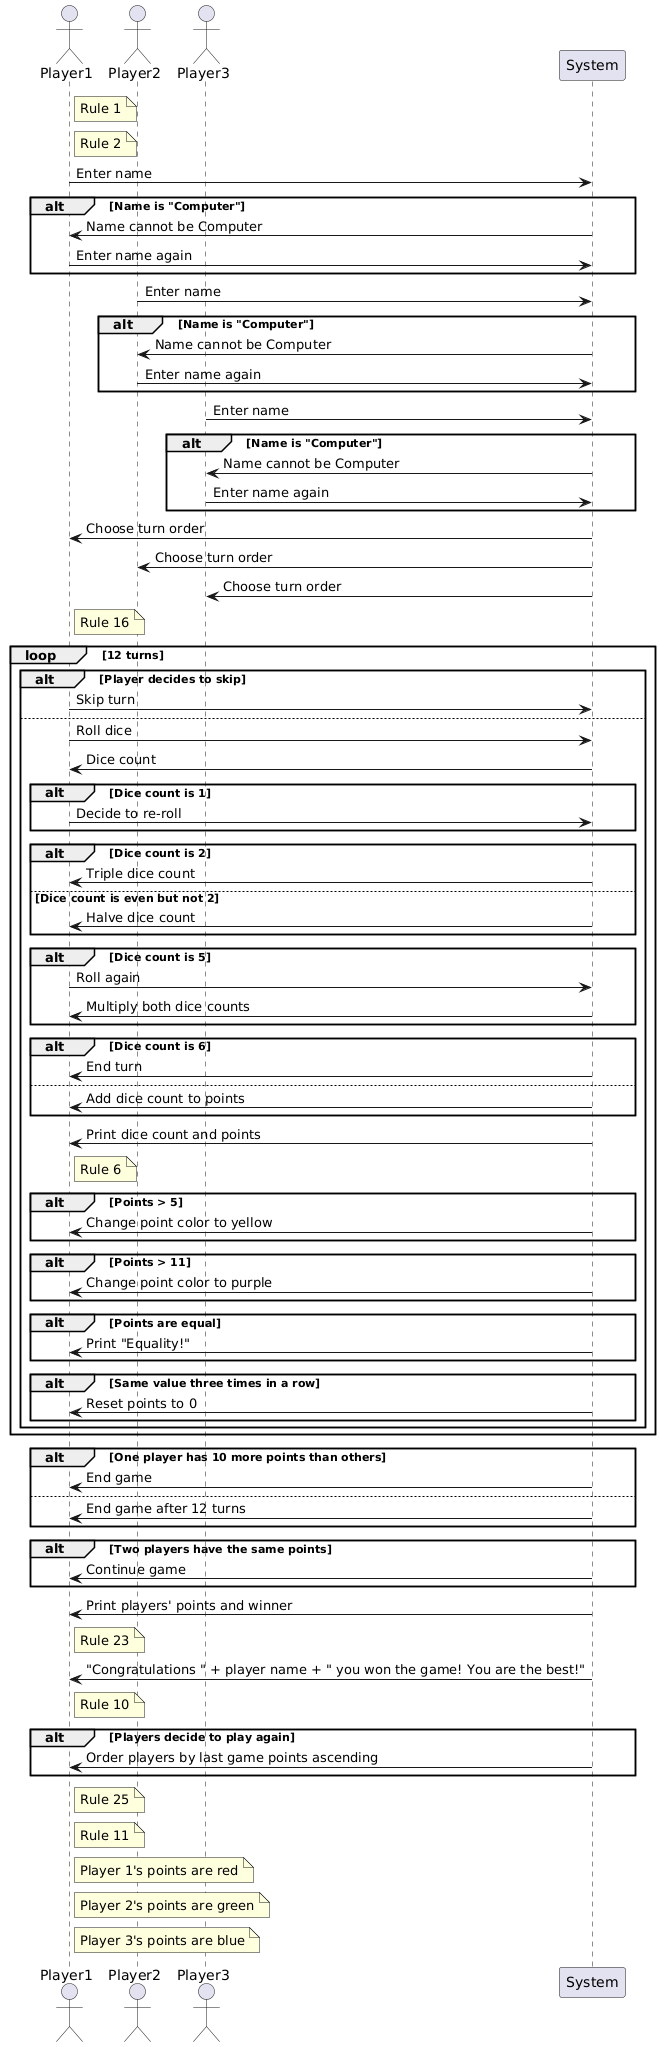 Player1 Player2 Player3 System
Rule 1
Rule 2
Enter name
alt [Name is "Computer"]
Name cannot be Computer
Enter name again
Enter name
alt [Name is "Computer"]
Name cannot be Computer
Enter name again
Enter name
alt [Name is "Computer"]
Name cannot be Computer
Enter name again
Choose turn order
Choose turn order
Choose turn order
Rule 16
loop [12 turns]
alt [Player decides to skip]
Skip turn
Roll dice
Dice count
alt [Dice count is 1]
Decide to re-roll
alt [Dice count is 2]
Triple dice count
[Dice count is even but not 2]
Halve dice count
alt [Dice count is 5]
Roll again
Multiply both dice counts
alt [Dice count is 6]
End turn
Add dice count to points
Print dice count and points
Rule 6
alt [Points > 5]
Change point color to yellow
alt [Points > 11]
Change point color to purple
alt [Points are equal]
Print "Equality!"
alt [Same value three times in a row]
Reset points to 0
alt [One player has 10 more points than others]
End game
End game after 12 turns
alt [Two players have the same points]
Continue game
Print players' points and winner
Rule 23
"Congratulations " + player name + " you won the game! You are the best!"
Rule 10
alt [Players decide to play again]
Order players by last game points ascending
Rule 25
Rule 11
Player 1's points are red
Player 2's points are green
Player 3's points are blue
Player1 Player2 Player3 System